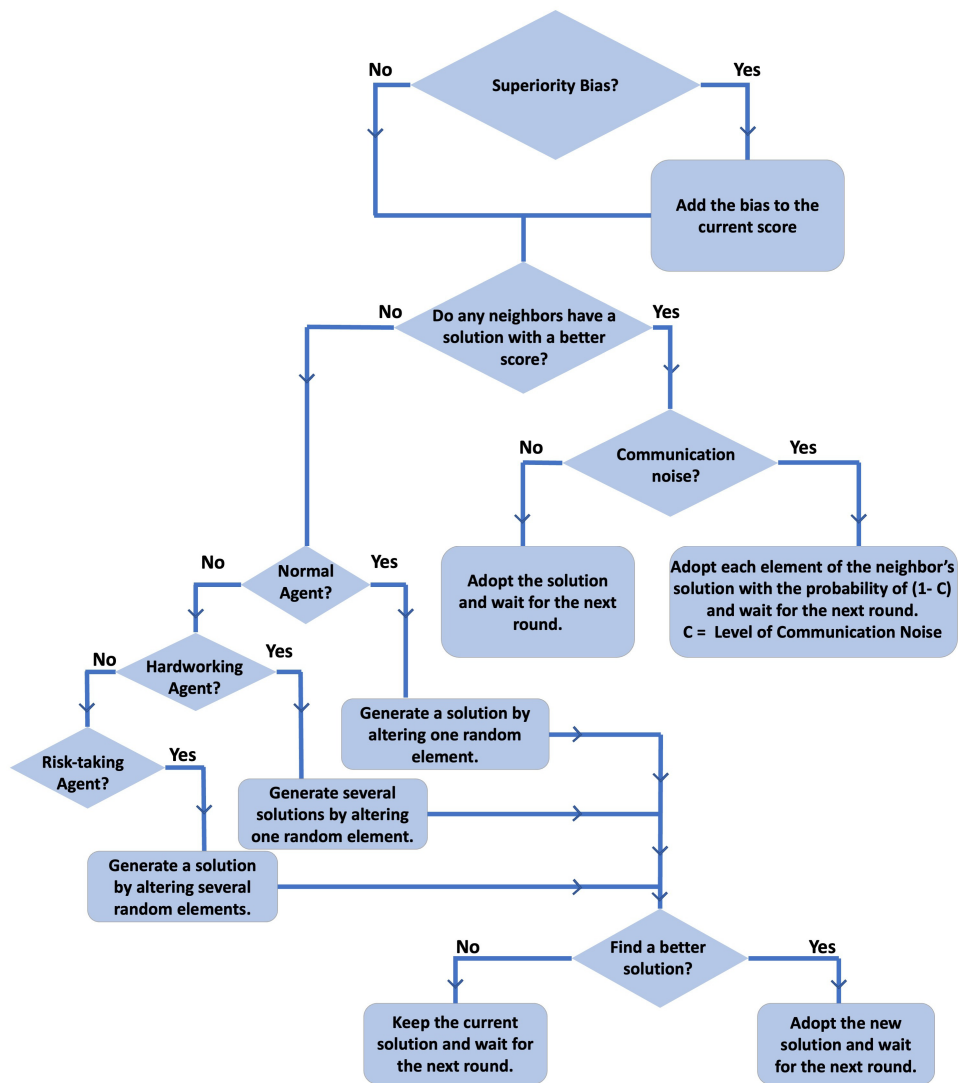 No
Yes
Superiority Bias?
Add the bias to the
current score
No
Yes
Do any neighbors have a
solution with a better
score?
No
Yes
Communication
noise?
Adopt the solution
and wait for the next
round.
Adopt each element of the neighbor's
solution with the probability of (1- C)
and wait for the next round.
C = Level of Communication Noise
No
Yes
Normal
Agent?
No
Yes
Hardworking
Agent?
Generate a solution by
altering one random
element.
Risk-taking
Agent?
Yes
Generate several
solutions by altering
one random element.
Generate a solution
by altering several
random elements.
No
Yes
Find a better
solution?
Keep the current
solution and wait for
the next round.
Adopt the new
solution and wait
for the next round.